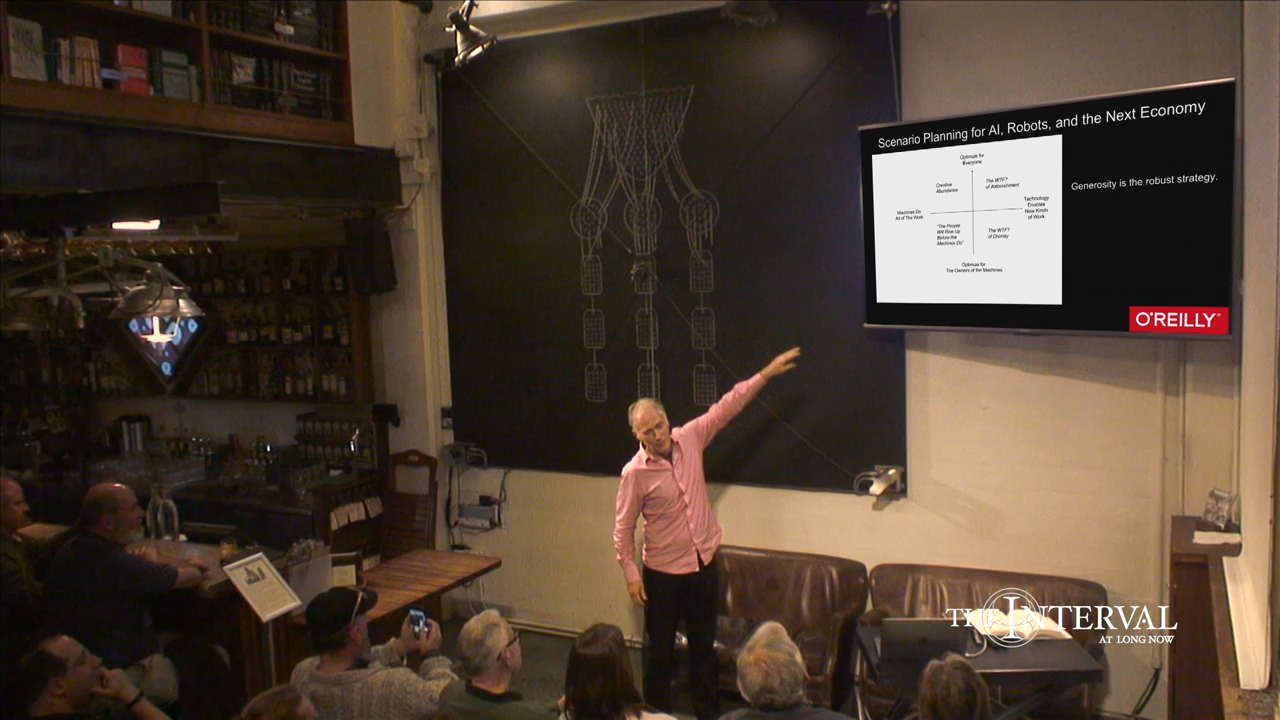 Scenario Planning for AI, Robots, and the Next Economy
Optimize for
Everyone
Creative
Abundance
The WTF?
of Astonishment
Machines Do
All of The Work
Technology
Enables
New Kinds
of Work
"The People
Will Rise Up
Before the
Machines Do"
The WTF?
of Dismay
Optimize for
The Owners of the Machines
Generosity is the robust strategy.
O'REILLY®
THE INTERVAL
AT LONG NOW